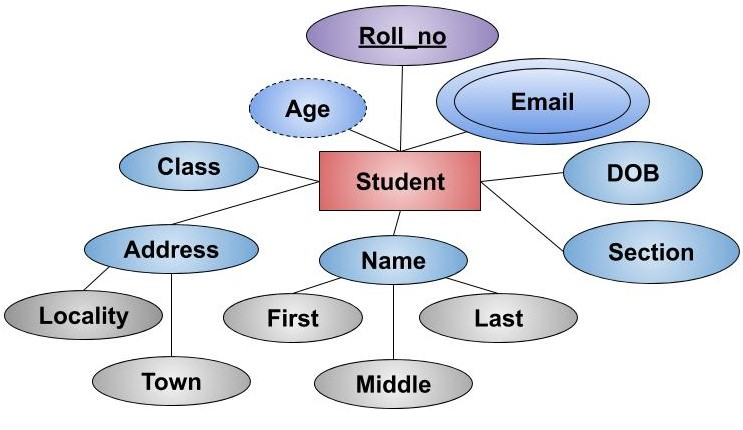 Roll_no
Age
Email
Class
Student
DOB
Address
Name
Section
Locality
First
Last
Town
Middle